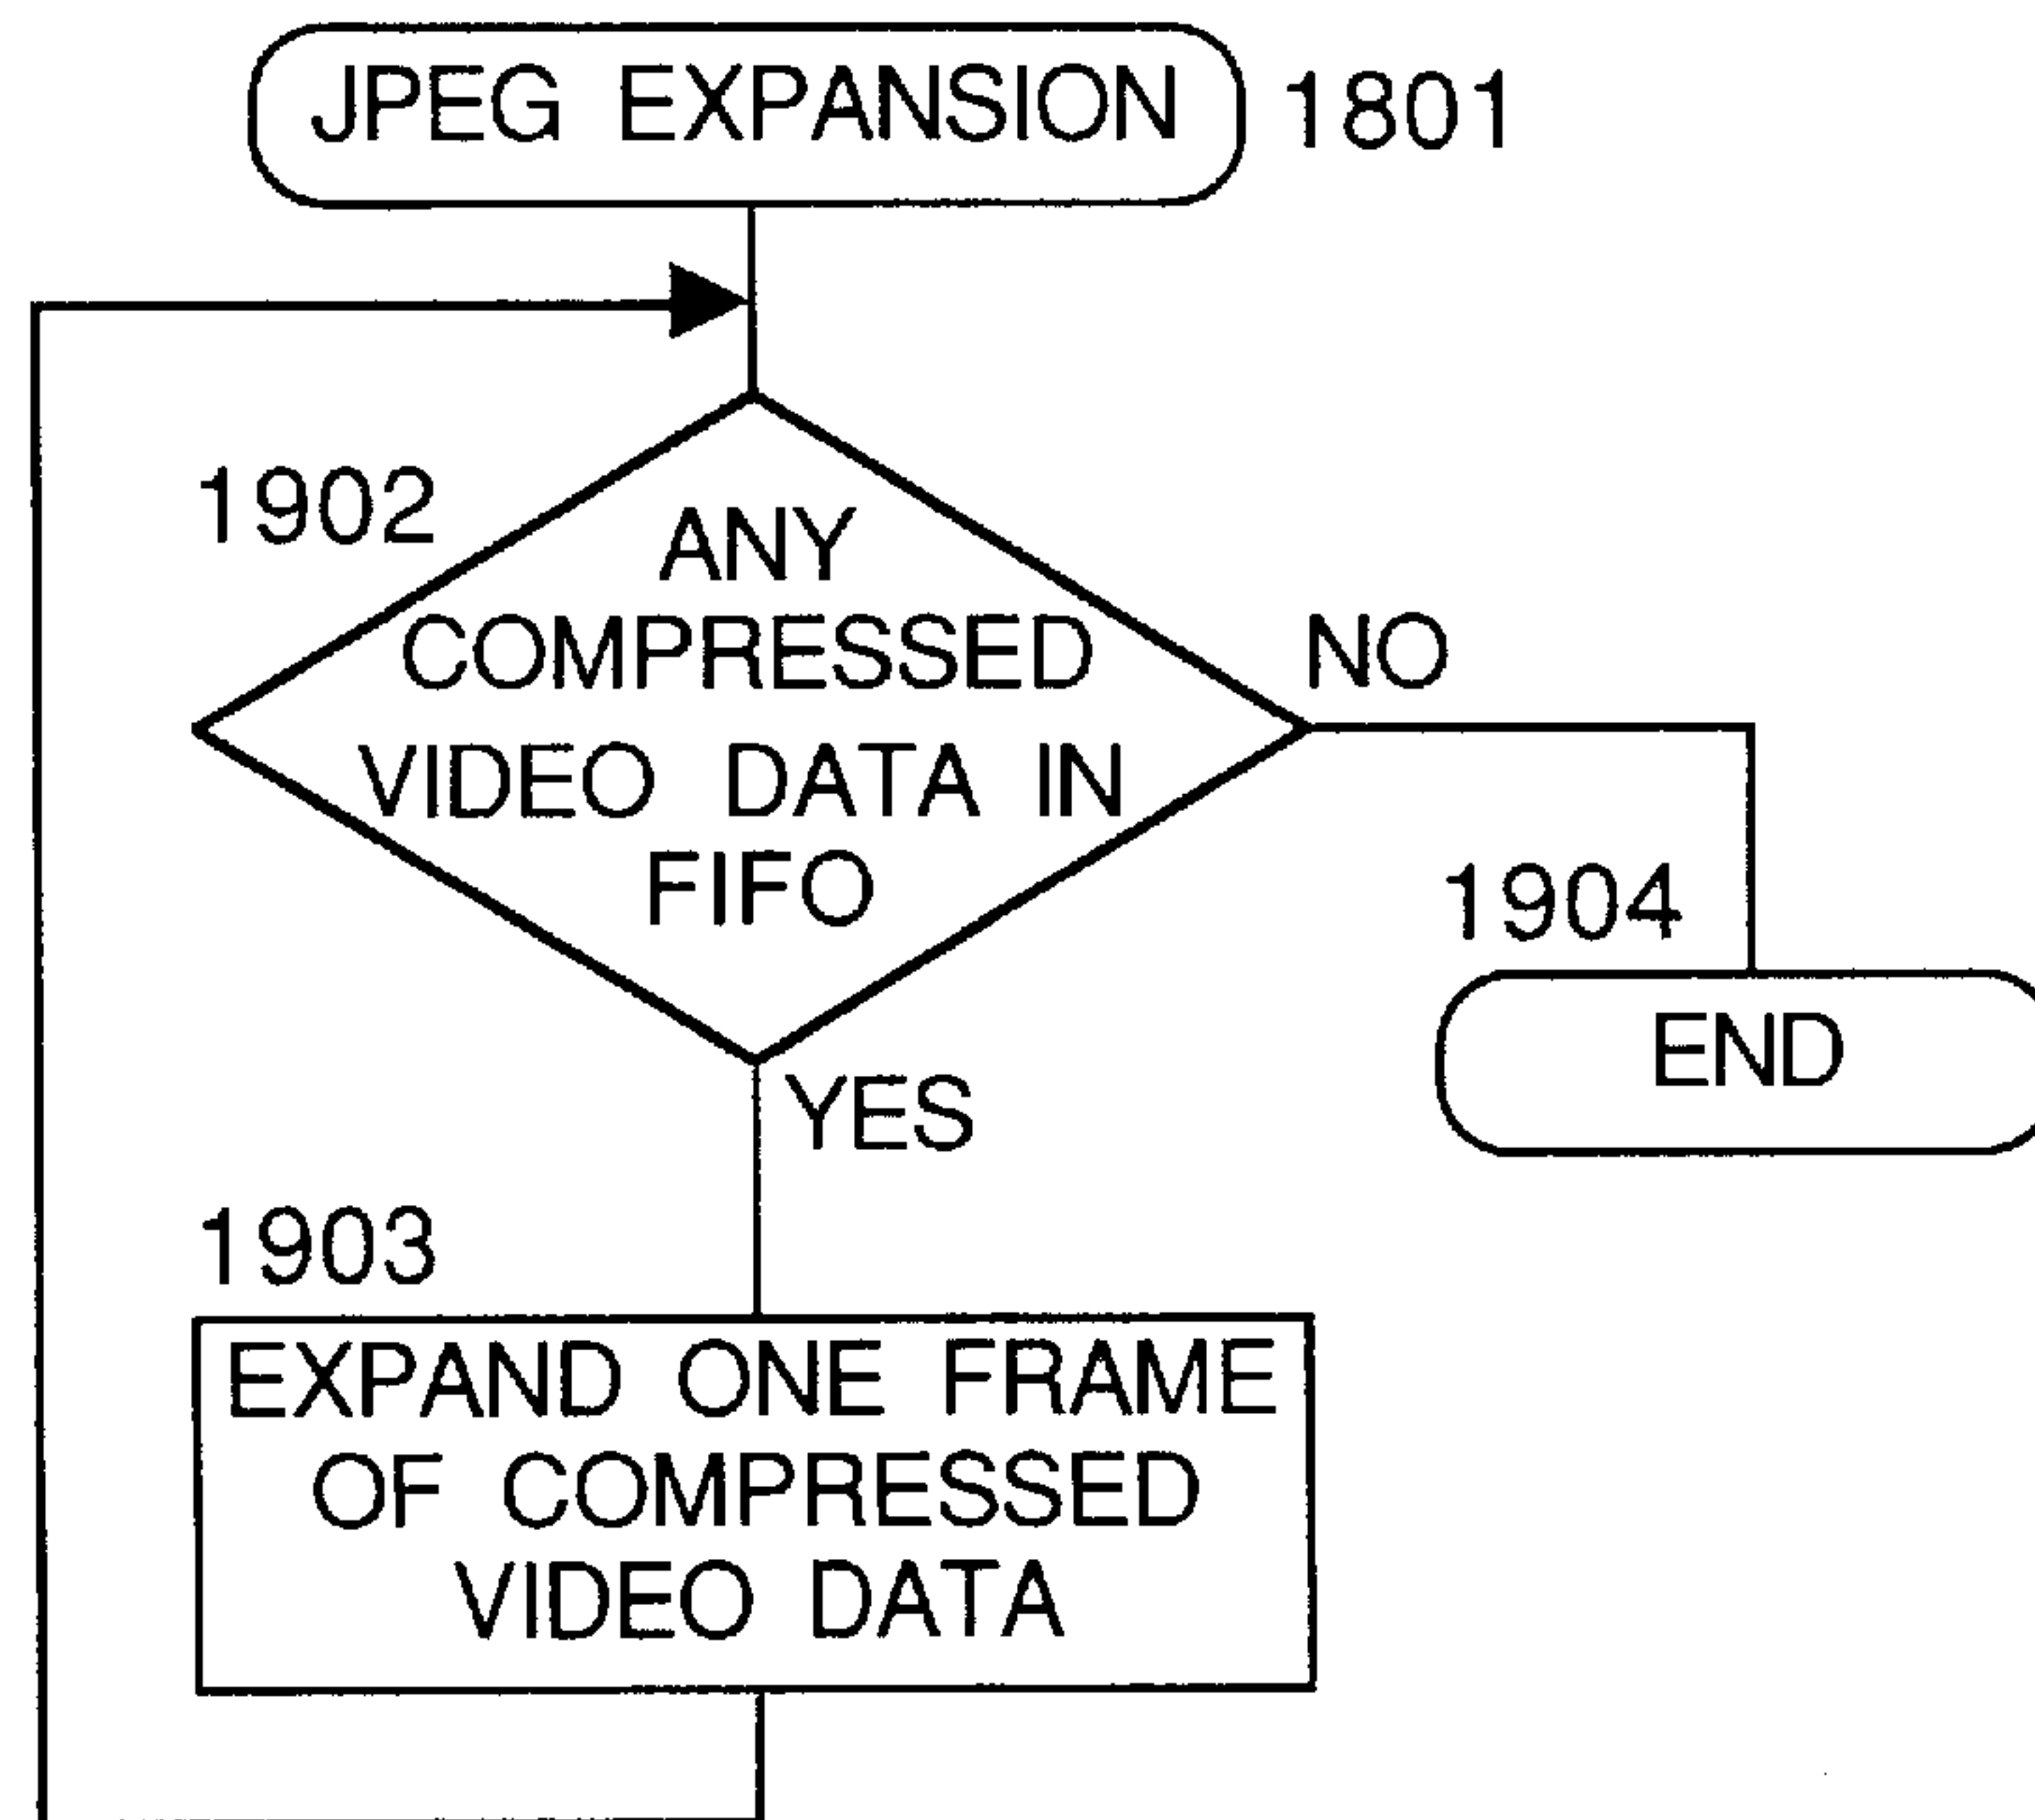 JPEG EXPANSION 1801
1902
ANY
COMPRESSED
VIDEO DATA IN
FIFO
NO
1904
END
YES
1903
EXPAND ONE FRAME
OF COMPRESSED
VIDEO DATA